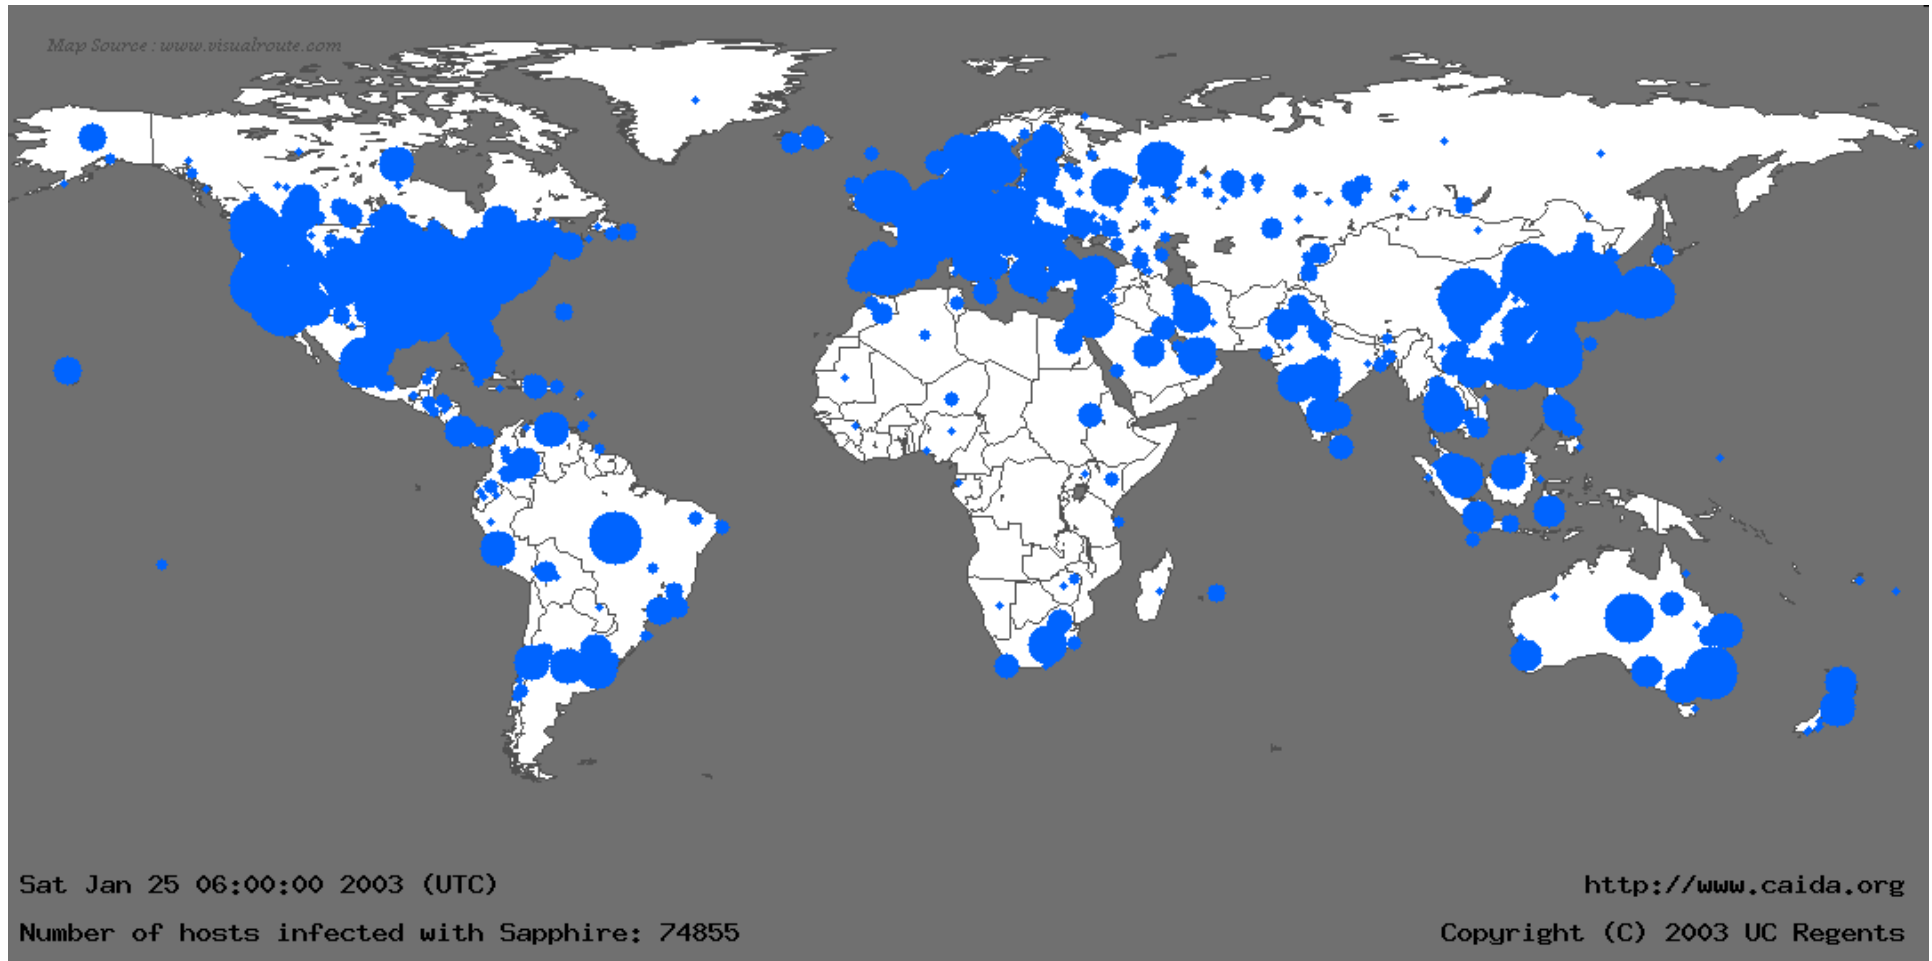 Map Source : www.visualroute.com
Sat Jan 25 06:00:00 2003 (UTC)
http://www.caida.org
Number of hosts infected with Sapphire: 74855
Copyright (C) 2003 UC Regents